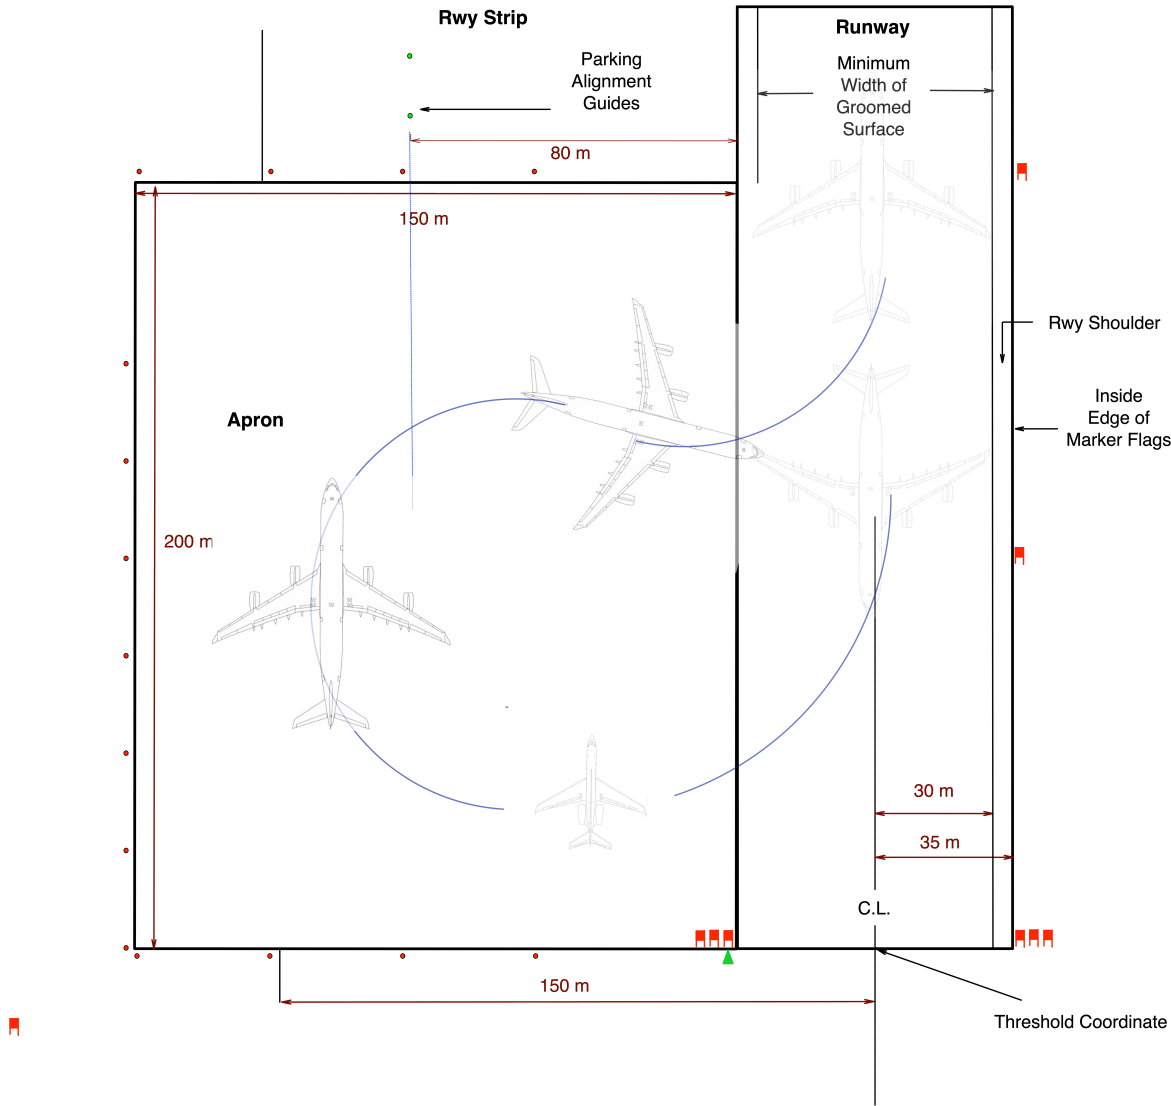 Rwy Strip
Runway
Parking
Alignment
Guides
Minimum
Width of
Groomed
Surface
80 m
150 m
Rwy Shoulder
Inside
Edge of
Marker Flags
Apron
200 m
30 m
35 m
C.L.
150 m
Threshold Coordinate